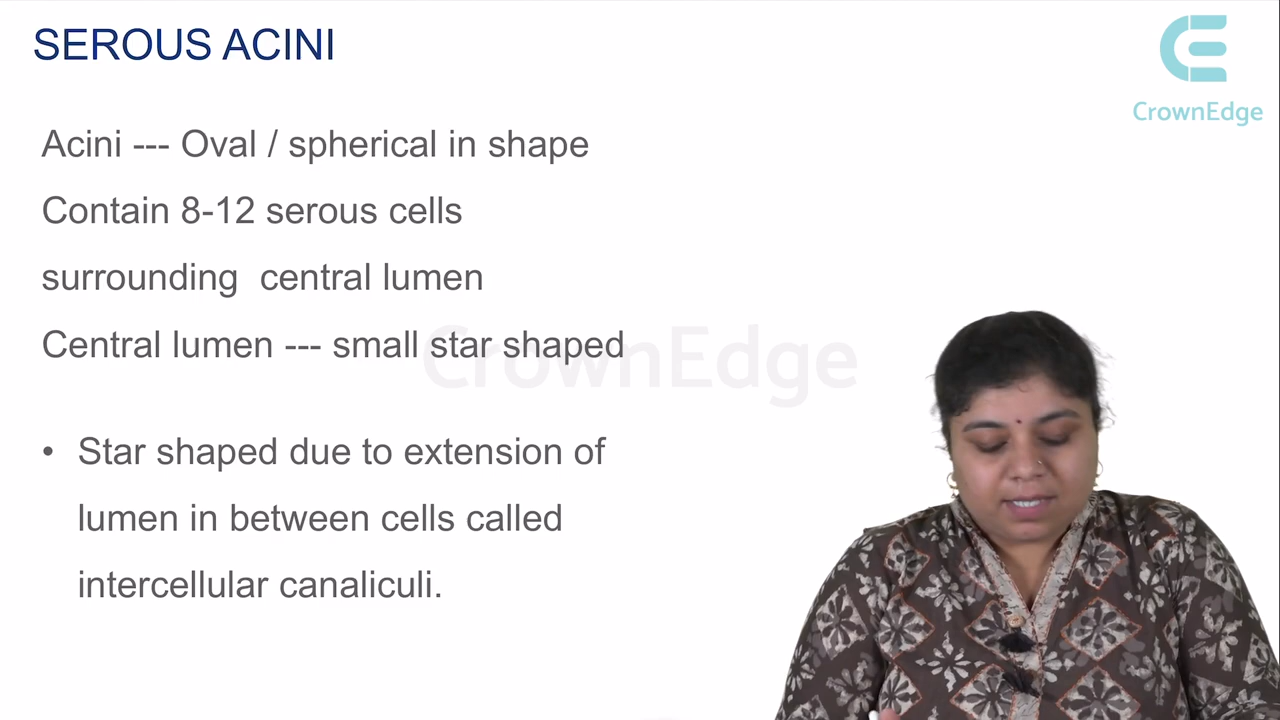 SEROUS ACINI
CrownEdge
Acini --- Oval / spherical in shape
Contain 8-12 serous cells
surrounding  central lumen
Central lumen --- small star shaped
CrownEdge
• Star shaped due to extension of
lumen in between cells called
intercellular canaliculi.